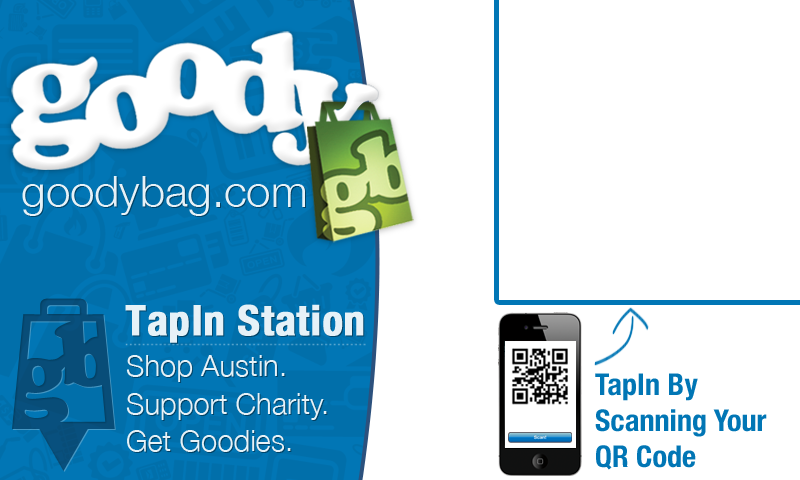 goody
gb
goodybag.com
gb
TapIn Station
Shop Austin.
Support Charity.
Get Goodies.
Scan!
TapIn By
Scanning Your
QR Code